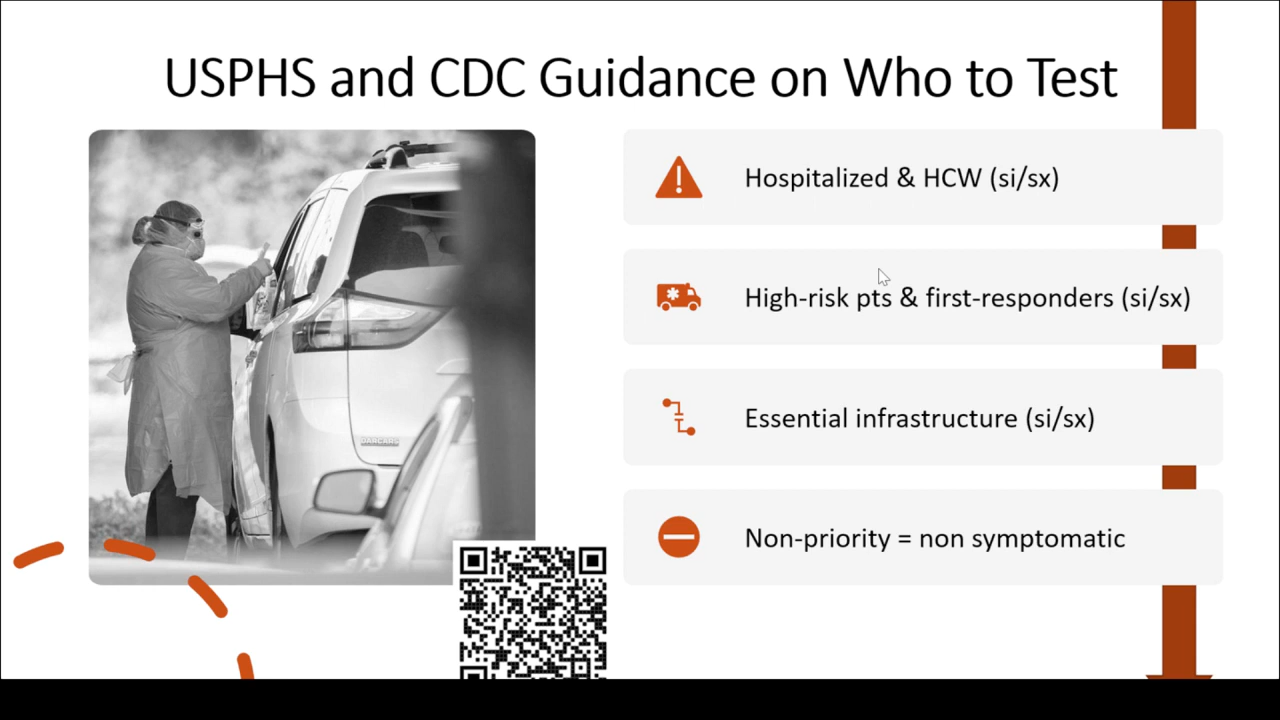 USPHS and CDC Guidance on Who to Test
Hospitalized & HCW (si/sx)
High-risk pts & first-responders (si/sx)
Essential infrastructure (si/sx)
Non-priority = non symptomatic
DARCARS